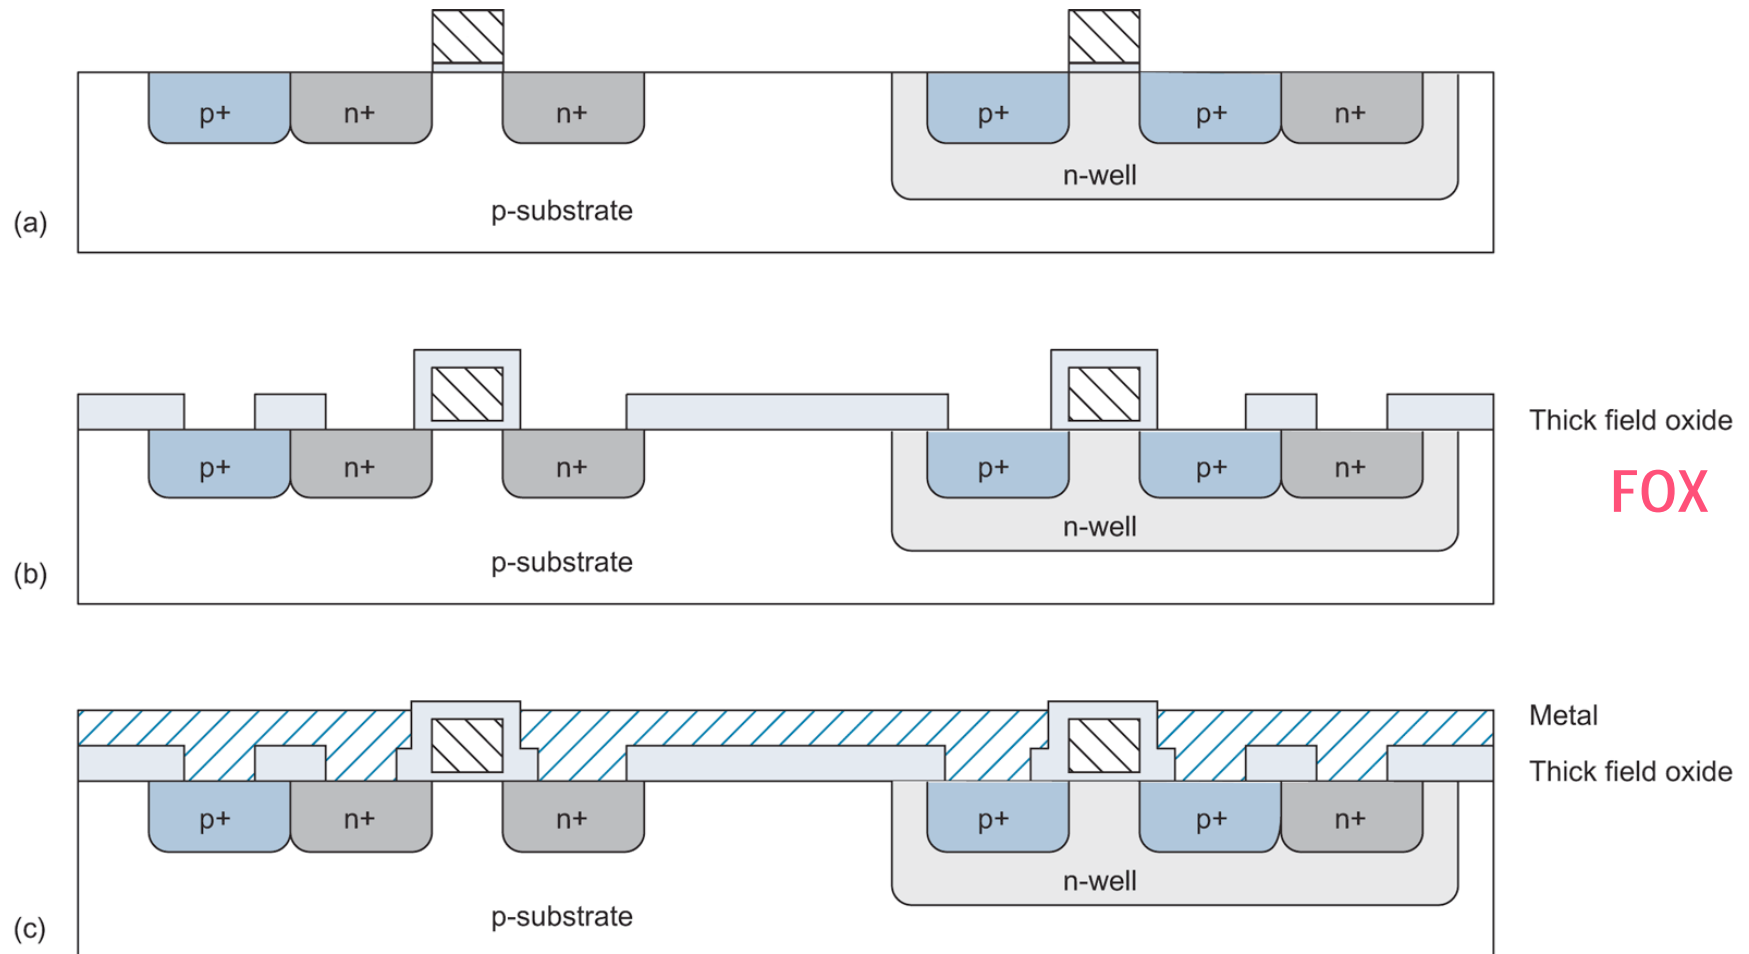 p+
n+
n+
p+
p+
n+
n-well
p-substrate
(a)
Thick field oxide
p+
n+
n+
p+
p+
n+
FOX
n-well
p-substrate
(b)
Metal
Thick field oxide
p+
n+
n+
p+
p+
n+
n-well
p-substrate
(c)